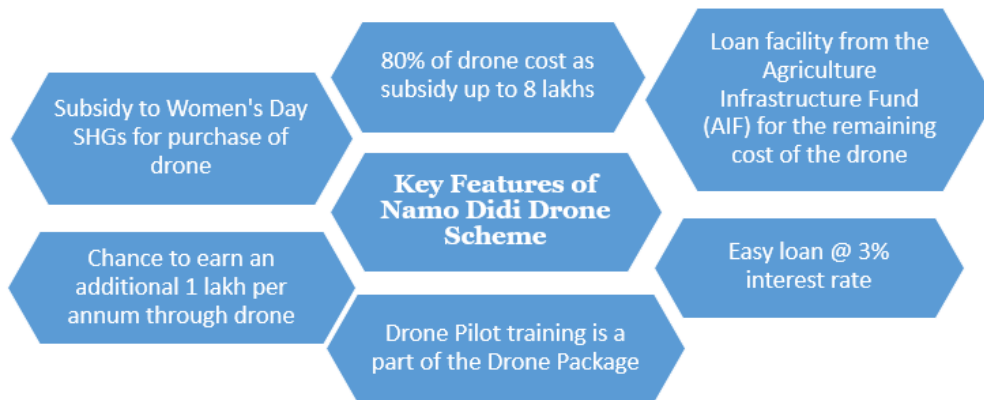 80% of drone cost as
subsidy up to 8 lakhs
Loan facility from the
Agriculture
Infrastructure Fund
(AIF) for the remaining
cost of the drone
Subsidy to Women's Day
SHGs for purchase of
drone
Key Features of
Namo Didi Drone
Scheme
Chance to earn an
additional 1 lakh per
annum through drone
Easy loan @ 3%
interest rate
Drone Pilot training is a
part of the Drone Package